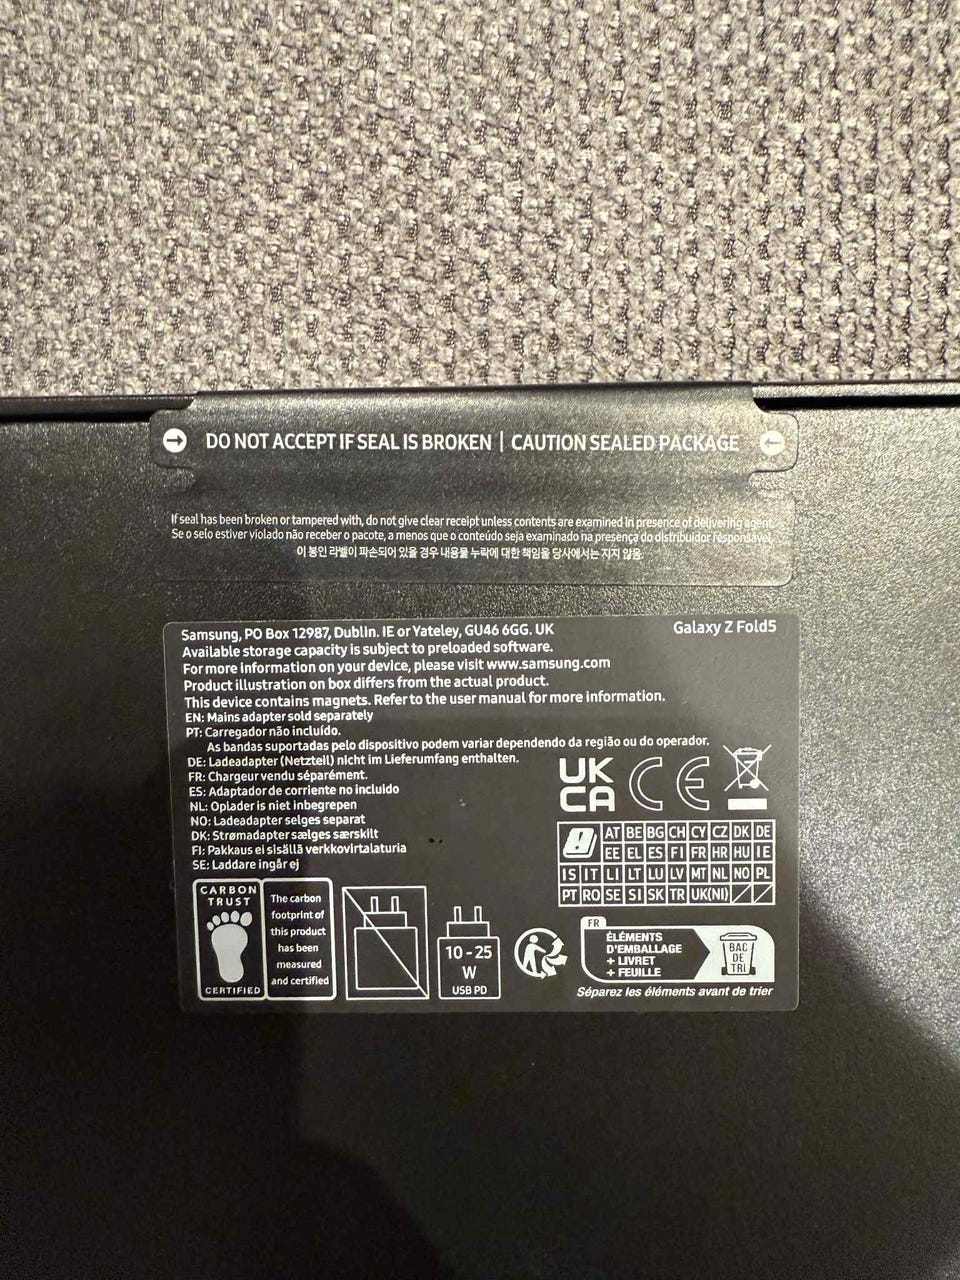 DO NOT ACCEPT IF SEAL IS BROKEN | CAUTION SEALED PACKAGE
If seal has been broken or tampered with, do not give clear receipt unless contents are examined in presence of delivering agent.
Se o selo estiver violado não receber o pacote, a menos que o conteúdo seja examinado na presença do distribuidor responsável.
이 봉인 라벨이 파손되어 있을 경우 내용물 누락에 대한 책임을 당사에서는 지지 않음.
Samsung, PO Box 12987, Dublin. IE or Yateley, GU46 6GG. UK
Galaxy Z Fold5
Available storage capacity is subject to preloaded software.
For more information on your device, please visit www.samsung.com
Product illustration on box differs from the actual product.
This device contains magnets. Refer to the user manual for more information.
EN: Mains adapter sold separately
PT: Carregador não incluído.
As bandas suportadas pelo dispositivo podem variar dependendo da região ou do operador.
DE: Ladeadapter (Netzteil) nicht im Lieferumfang enthalten.
FR: Chargeur vendu séparément.
ES: Adaptador de corriente no incluido
NL: Oplader is niet inbegrepen
NO: Ladeadapter selges separat
DK: Strømadapter sælges særskilt
FI: Pakkaus ei sisällä verkkovirtalaturia
SE: Laddare ingår ej
UK
CA
CE
AT BE BG CH CY CZ DK DE
EE EL ES FI FR HR HU IE
IS IT LI LT LU LV MT NL NO PL
PT RO SE SI SK TR UK(NI)
CARBON
TRUST
CERTIFIED
The carbon
footprint of
this product
has been
measured
and certified
10 - 25
W
USB PD
FR
ÉLÉMENTS
D'EMBALLAGE
+ LIVRET
+ FEUILLE
BAC
DE
TRI
Séparez les éléments avant de trier